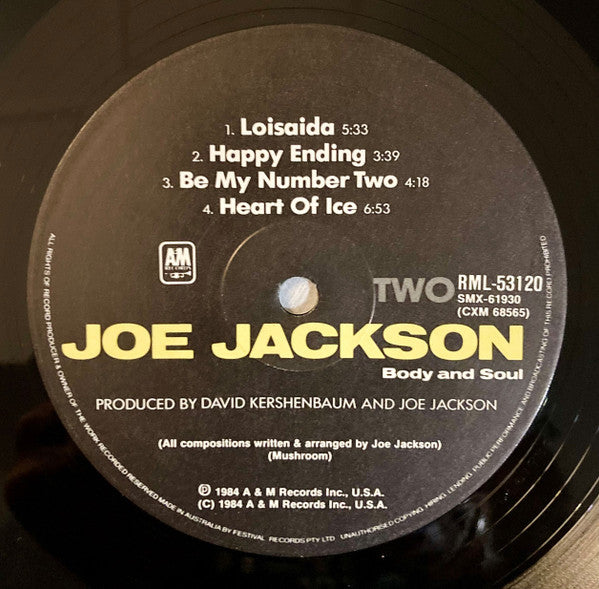 1. Loisaida 5:33
2. Happy Ending 3:39
3. Be My Number Two 4:18
4. Heart Of Ice 6:53
AM
RECORDS
TWO
RML-53120
SMX-61930
(CXM 68565)
JOE JACKSON
Body and Soul
PRODUCED BY DAVID KERSHENBAUM AND JOE JACKSON
(All compositions written & arranged by Joe Jackson)
(Mushroom)
℗ 1984 A & M Records Inc., U.S.A.
(C) 1984 A & M Records Inc., U.S.A.
ALL RIGHTS OF RECORD PRODUCER & OWNER OF THE WORK RECORDED RESERVED MADE IN AUSTRALIA BY FESTIVAL RECORDS PTY LTD UNAUTHORISED COPYING, HIRING, LENDING, PUBLIC PERFORMANCE AND BROADCASTING OF THIS RECORD PROHIBITED